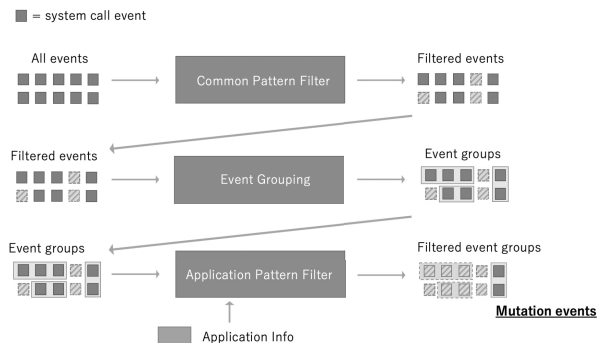 = system call event
All events
Common Pattern Filter
Filtered events
Filtered events
Event Grouping
Event groups
Event groups
Application Pattern Filter
Filtered event groups
Mutation events
Application Info